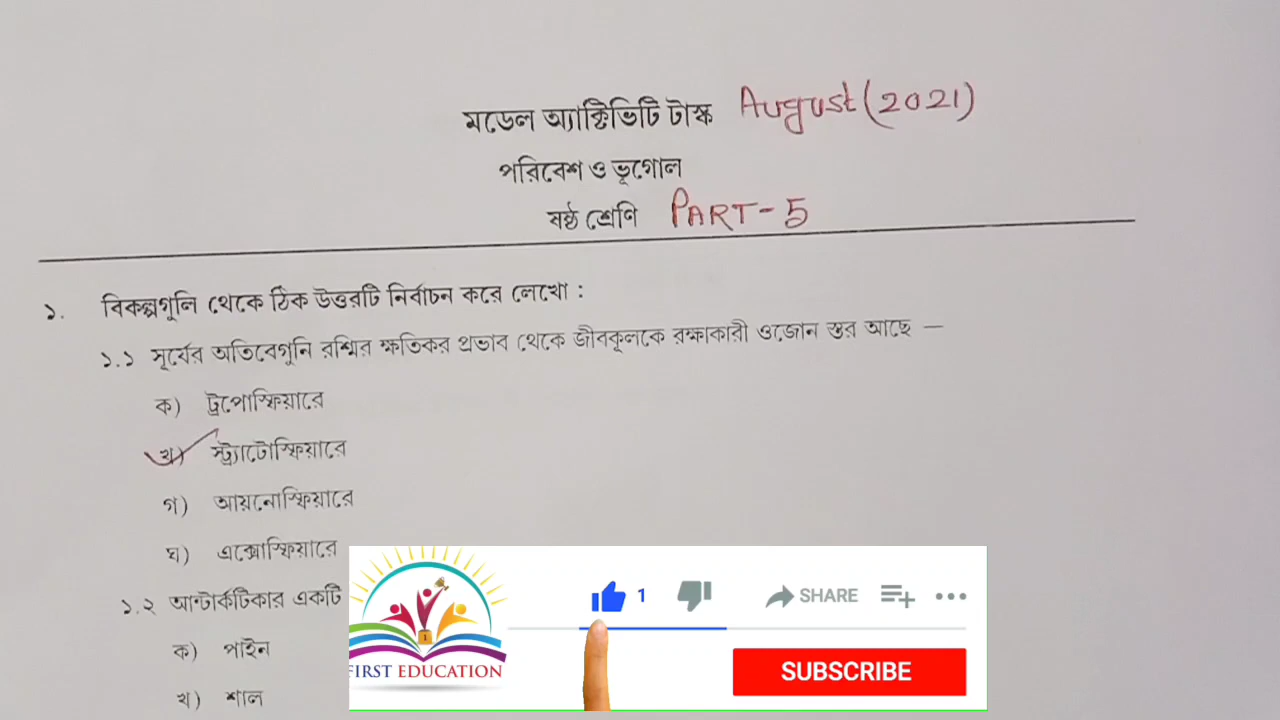 মডেল অ্যাক্টিভিটি টাস্ক August (2021)
পরিবেশ ও ভূগোল
ষষ্ঠ শ্রেণি PART-5
১. বিকল্পগুলি থেকে ঠিক উত্তরটি নির্বাচন করে লেখো :
১.১ সূর্যের অতিবেগুনি রশ্মির ক্ষতিকর প্রভাব থেকে জীবকূলকে রক্ষাকারী ওজোন স্তর আছে —
ক) ট্রপোস্ফিয়ারে
খ) স্ট্র্যাটোস্ফিয়ারে
গ) আয়নোস্ফিয়ারে
ঘ) এক্সোস্ফিয়ারে
১.২ আন্টার্কটিকার একটি
ক) পাইন
খ) শাল
1 SHARE
FIRST EDUCATION
SUBSCRIBE